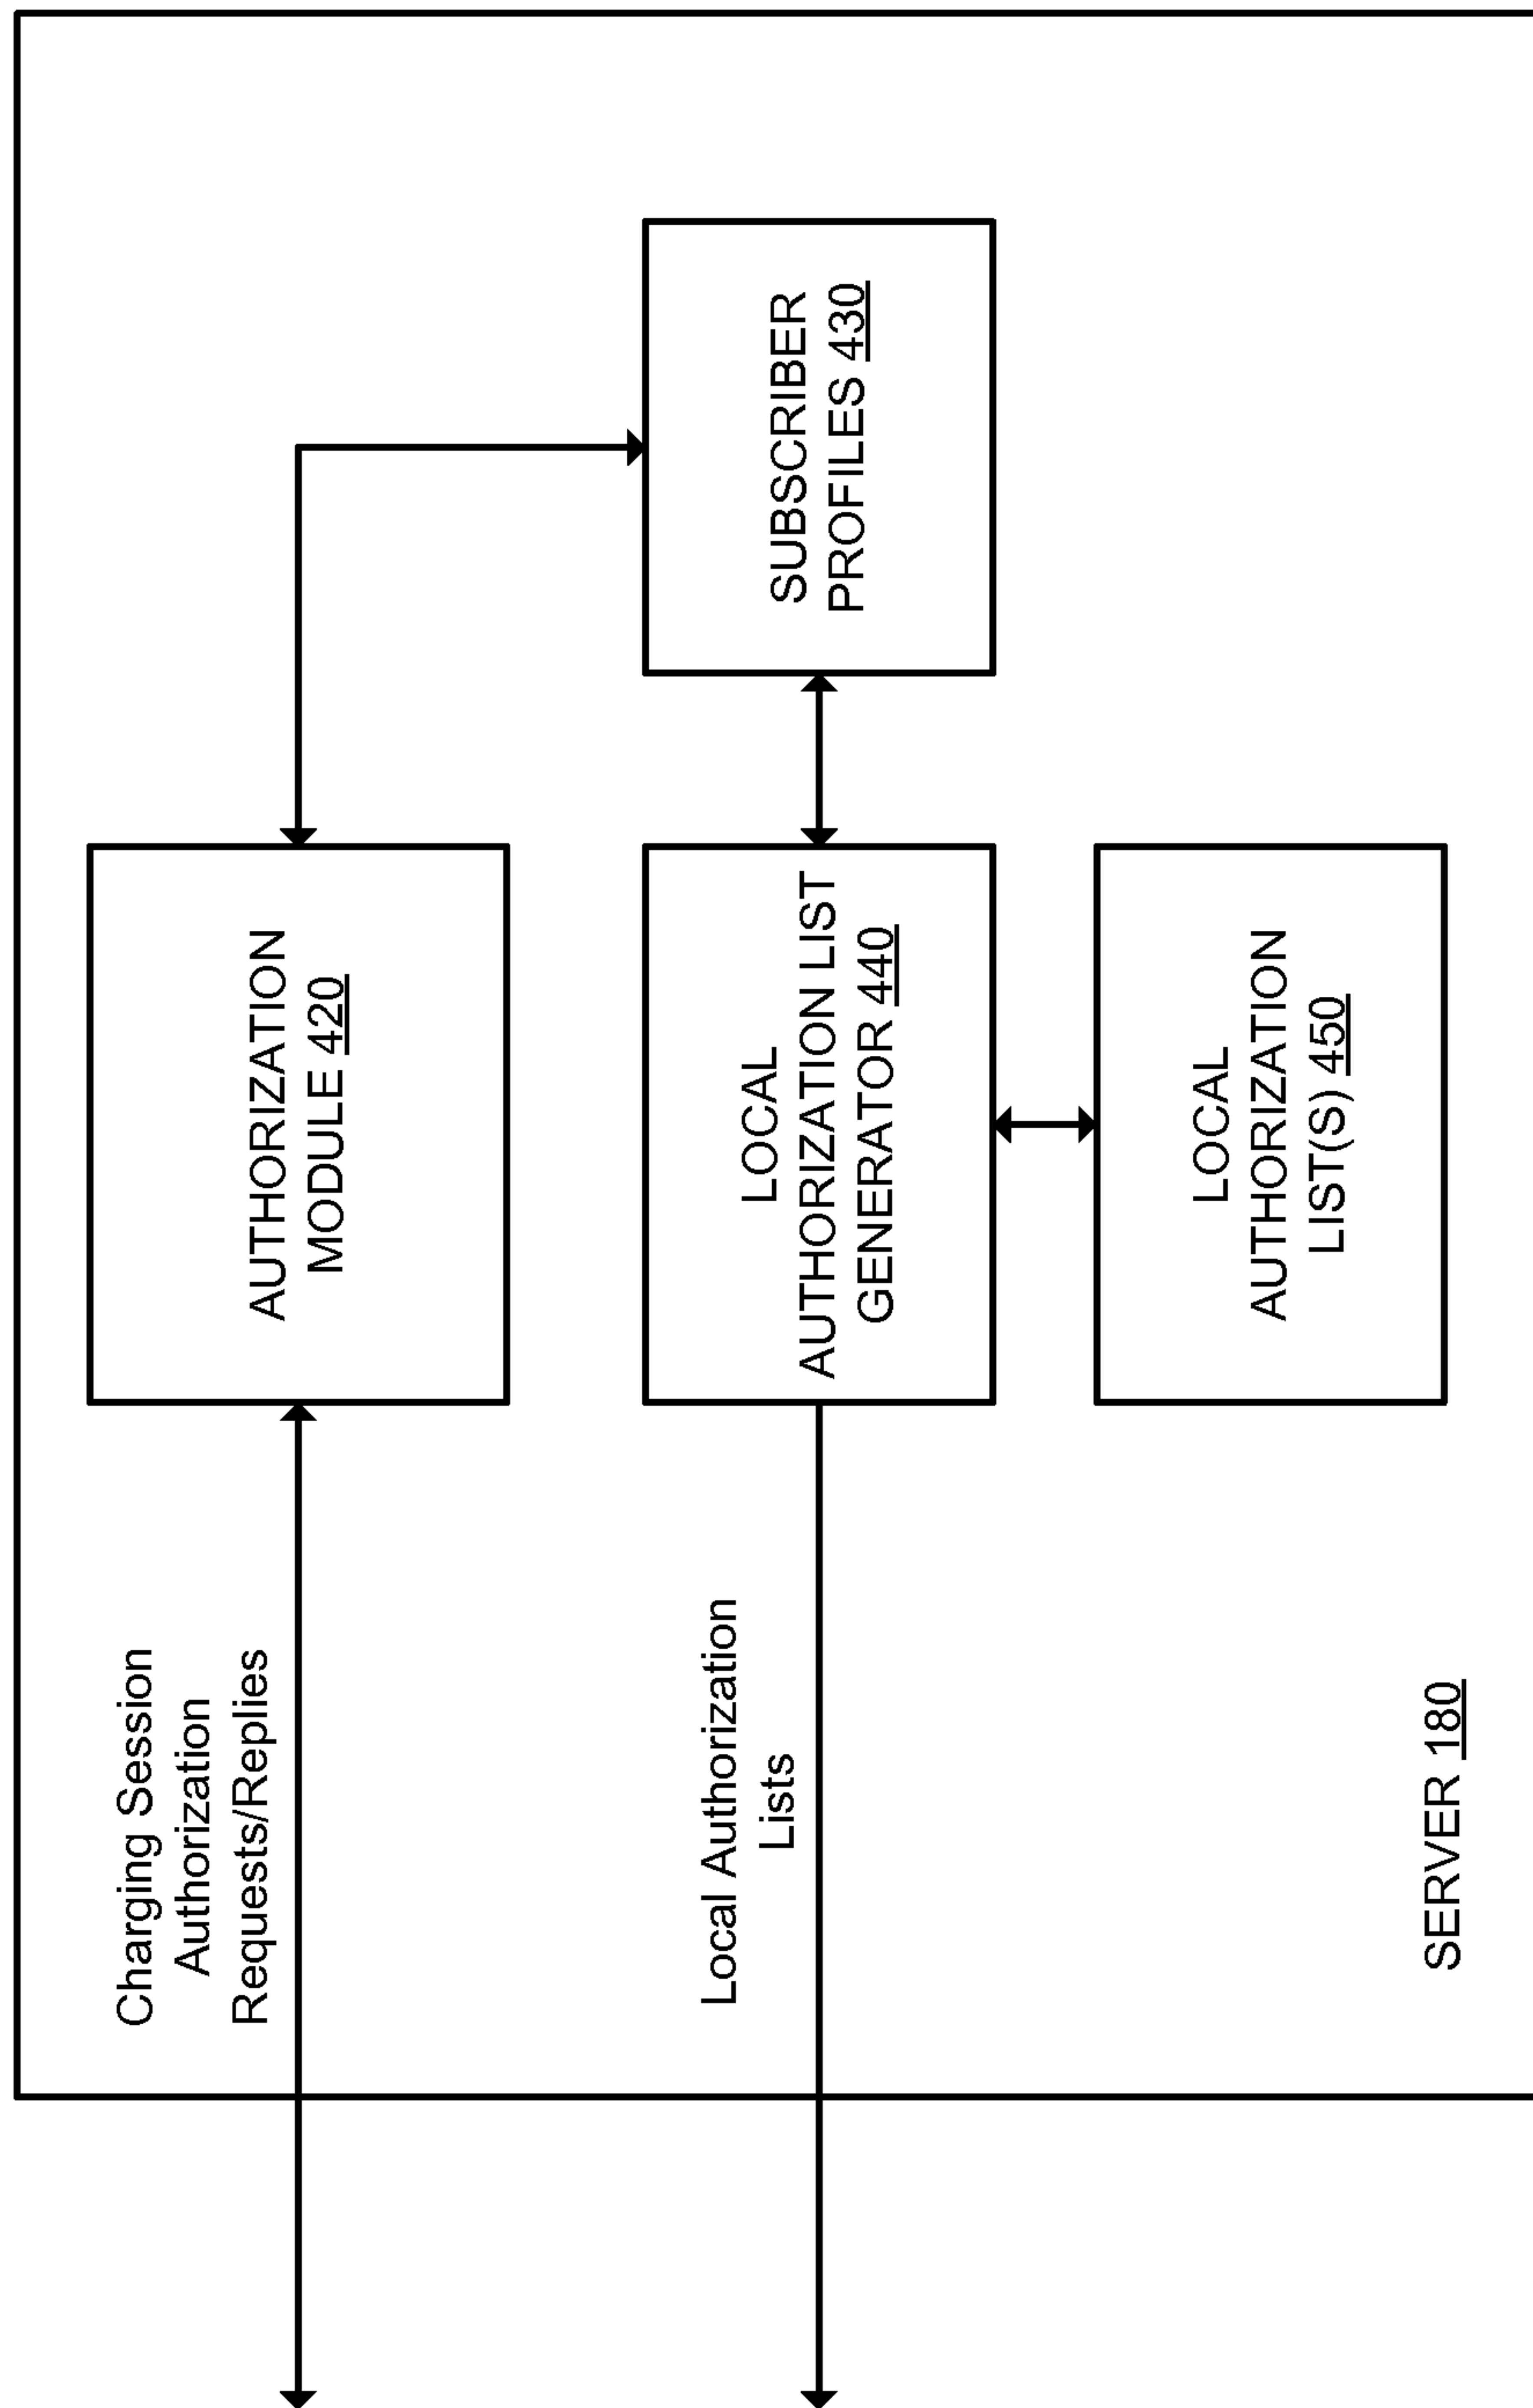 Charging Session
Authorization
Requests/Replies
AUTHORIZATION
MODULE 420
SUBSCRIBER
PROFILES 430
Local Authorization
Lists
LOCAL
AUTHORIZATION LIST
GENERATOR 440
LOCAL
AUTHORIZATION
LIST(S) 450
SERVER 180